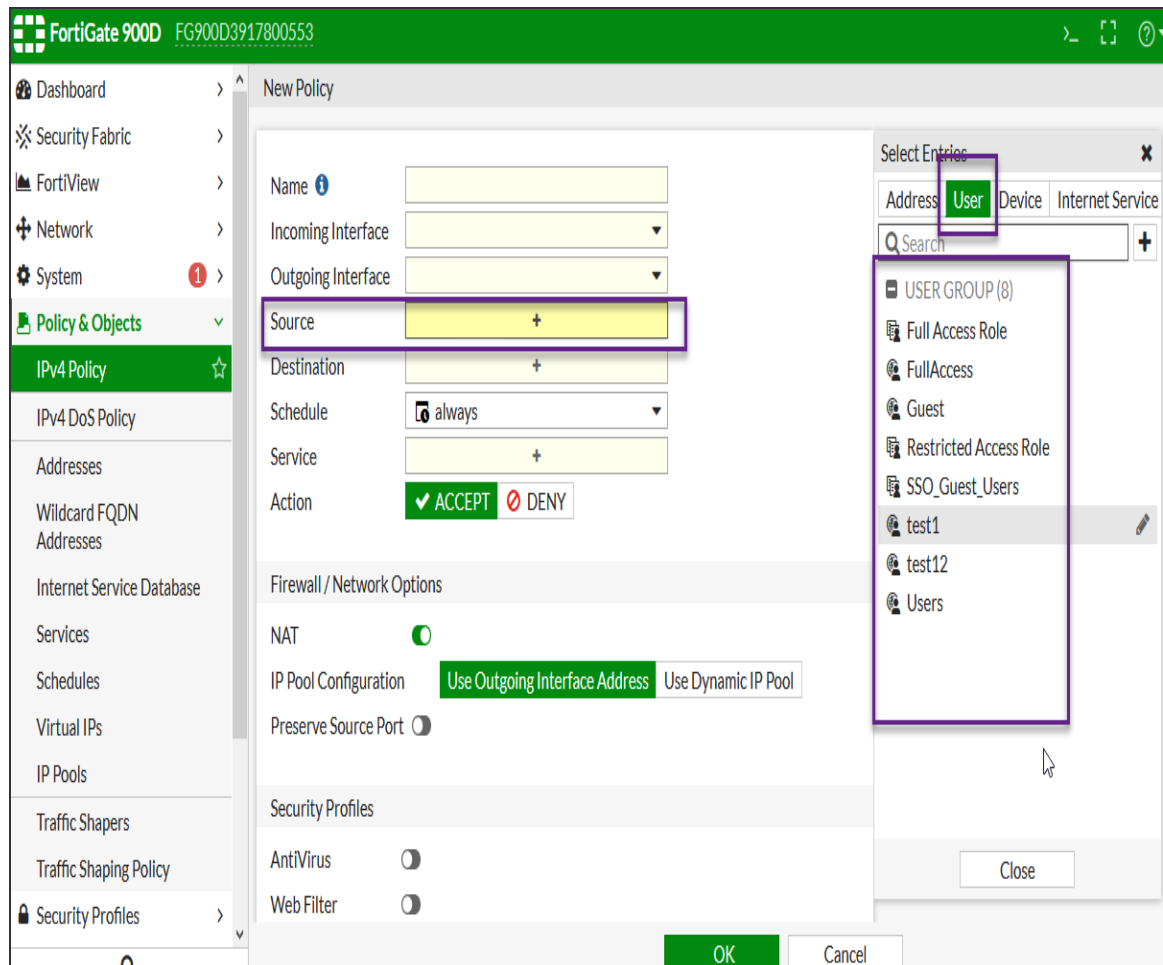 FortiGate 900D FG900D3917800553
Dashboard
Security Fabric
FortiView
Network
System 1
Policy & Objects
IPv4 Policy
IPv4 DoS Policy
Addresses
Wildcard FQDN
Addresses
Internet Service Database
Services
Schedules
Virtual IPs
IP Pools
Traffic Shapers
Traffic Shaping Policy
Security Profiles
New Policy
Name
Incoming Interface
Outgoing Interface
Source +
Destination +
Schedule always
Service +
Action ACCEPT DENY
Firewall / Network Options
NAT
IP Pool Configuration Use Outgoing Interface Address Use Dynamic IP Pool
Preserve Source Port
Security Profiles
AntiVirus
Web Filter
OK Cancel
Select Entries
Address User Device Internet Service
Search +
USER GROUP (8)
Full Access Role
FullAccess
Guest
Restricted Access Role
SSO_Guest_Users
test1
test12
Users
Close